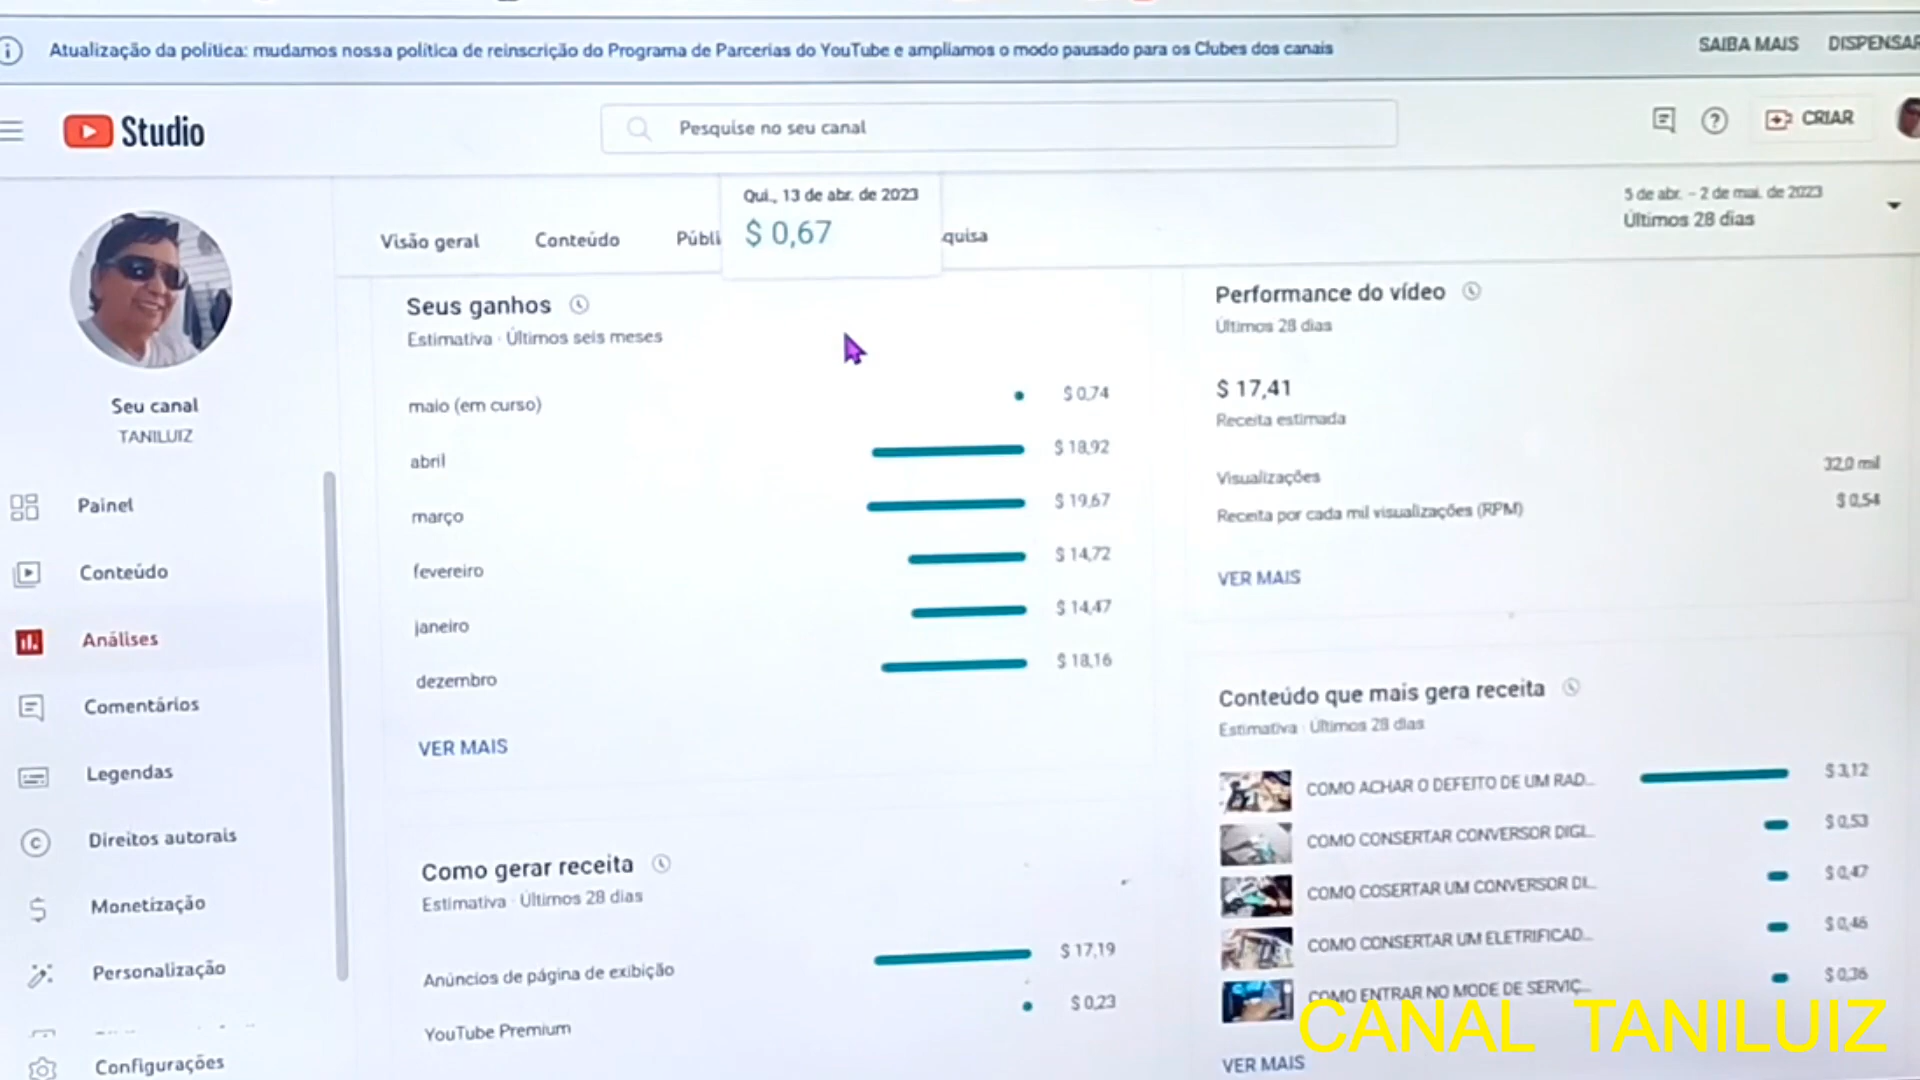 Atualização da política: mudamos nossa política de reinscrição do Programa de Parcerias do YouTube e ampliamos o modo pausado para os Clubes dos canais
SAIBA MAIS
DISPENSAR
Studio
Pesquise no seu canal
CRIAR
Qui., 13 de abr. de 2023
$ 0,67
5 de abr. – 2 de mai. de 2023
Últimos 28 dias
Visão geral
Conteúdo
Públi
quisa
Seu canal
TANILUIZ
Painel
Conteúdo
Análises
Comentários
Legendas
Direitos autorais
Monetização
Personalização
Configurações
Seus ganhos
Estimativa · Últimos seis meses
maio (em curso) $ 0,74
abril $ 18,92
março $ 19,67
fevereiro $ 14,72
janeiro $ 14,47
dezembro $ 18,16
VER MAIS
Como gerar receita
Estimativa · Últimos 28 dias
Anúncios de página de exibição $ 17,19
YouTube Premium $ 0,23
Performance do vídeo
Últimos 28 dias
$ 17,41
Receita estimada
Visualizações 32,0 mil
Receita por cada mil visualizações (RPM) $ 0,54
VER MAIS
Conteúdo que mais gera receita
Estimativa · Últimos 28 dias
COMO ACHAR O DEFEITO DE UM RAD... $ 3,12
COMO CONSERTAR CONVERSOR DIGI... $ 0,53
COMO COSERTAR UM CONVERSOR DI... $ 0,47
COMO CONSERTAR UM ELETRIFICAD... $ 0,46
COMO ENTRAR NO MODE DE SERVIÇ... $ 0,36
VER MAIS
CANAL TANILUIZ